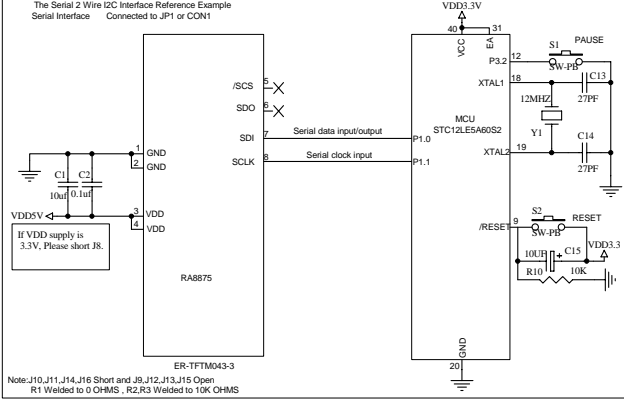 The Serial 2 Wire I2C Interface Reference Example
Serial Interface Connected to JP1 or CON1
VDD3.3V
40 31
VCC
EA
S1 PAUSE
12
P3.2
SW-PB
/SCS 5
XTAL1 18
C13
27PF
SDO 6
12MHZ
MCU
STC12LE5A60S2
Y1
SDI 7 Serial data input/output P1.0
SCLK 8 Serial clock input P1.1
C14
XTAL2 19
27PF
1 GND
2 GND
C1 C2
10uf 0.1uf
VDD5V
3 VDD
4 VDD
S2 RESET
/RESET 9
SW-PB
VDD3.3
If VDD supply is
3.3V, Please short J8.
10UF + C15
R10 10K
RA8875
GND
20
ER-TFTM043-3
Note:J10,J11,J14,J16 Short and J9,J12,J13,J15 Open
R1 Welded to 0 OHMS , R2,R3 Welded to 10K OHMS